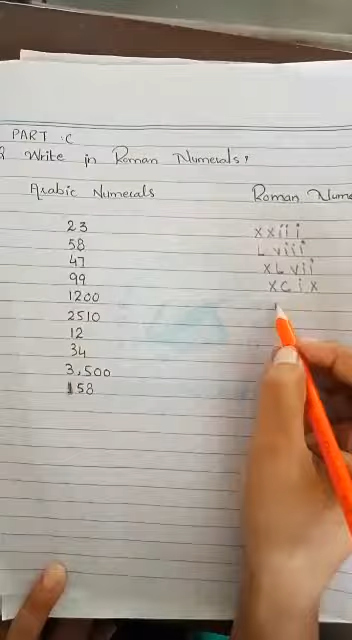 PART : C
Write in Roman Numerals.
Arabic Numerals Roman Nume
23 xxiii
58 Lviii
47 xLvii
99 xcix
1200
2510
12
34
3,500
158